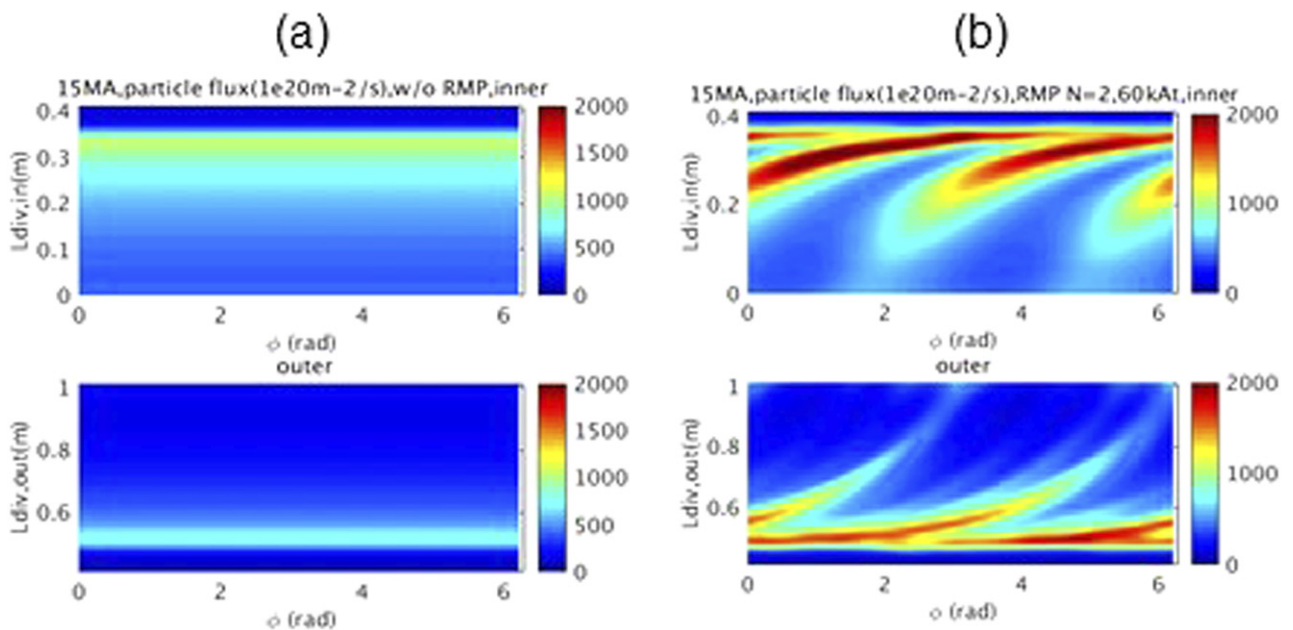 (a)
(b)
15MA,particle flux(1e20m-2/s),w/o RMP,inner
0.4
0.3
0.2
0.1
0
Ldiv,in(m)
0 2 4 6
ϕ (rad)
2000
1500
1000
500
0
outer
1
0.8
0.6
Ldiv,out(m)
0 2 4 6
ϕ (rad)
2000
1500
1000
500
0
15MA,particle flux(1e20m-2/s),RMP N=2,60kAt,inner
0.4
0.2
0
Ldiv,in(m)
0 2 4 6
ϕ (rad)
2000
1000
0
outer
1
0.8
0.6
Ldiv,out(m)
0 2 4 6
ϕ (rad)
2000
1000
0